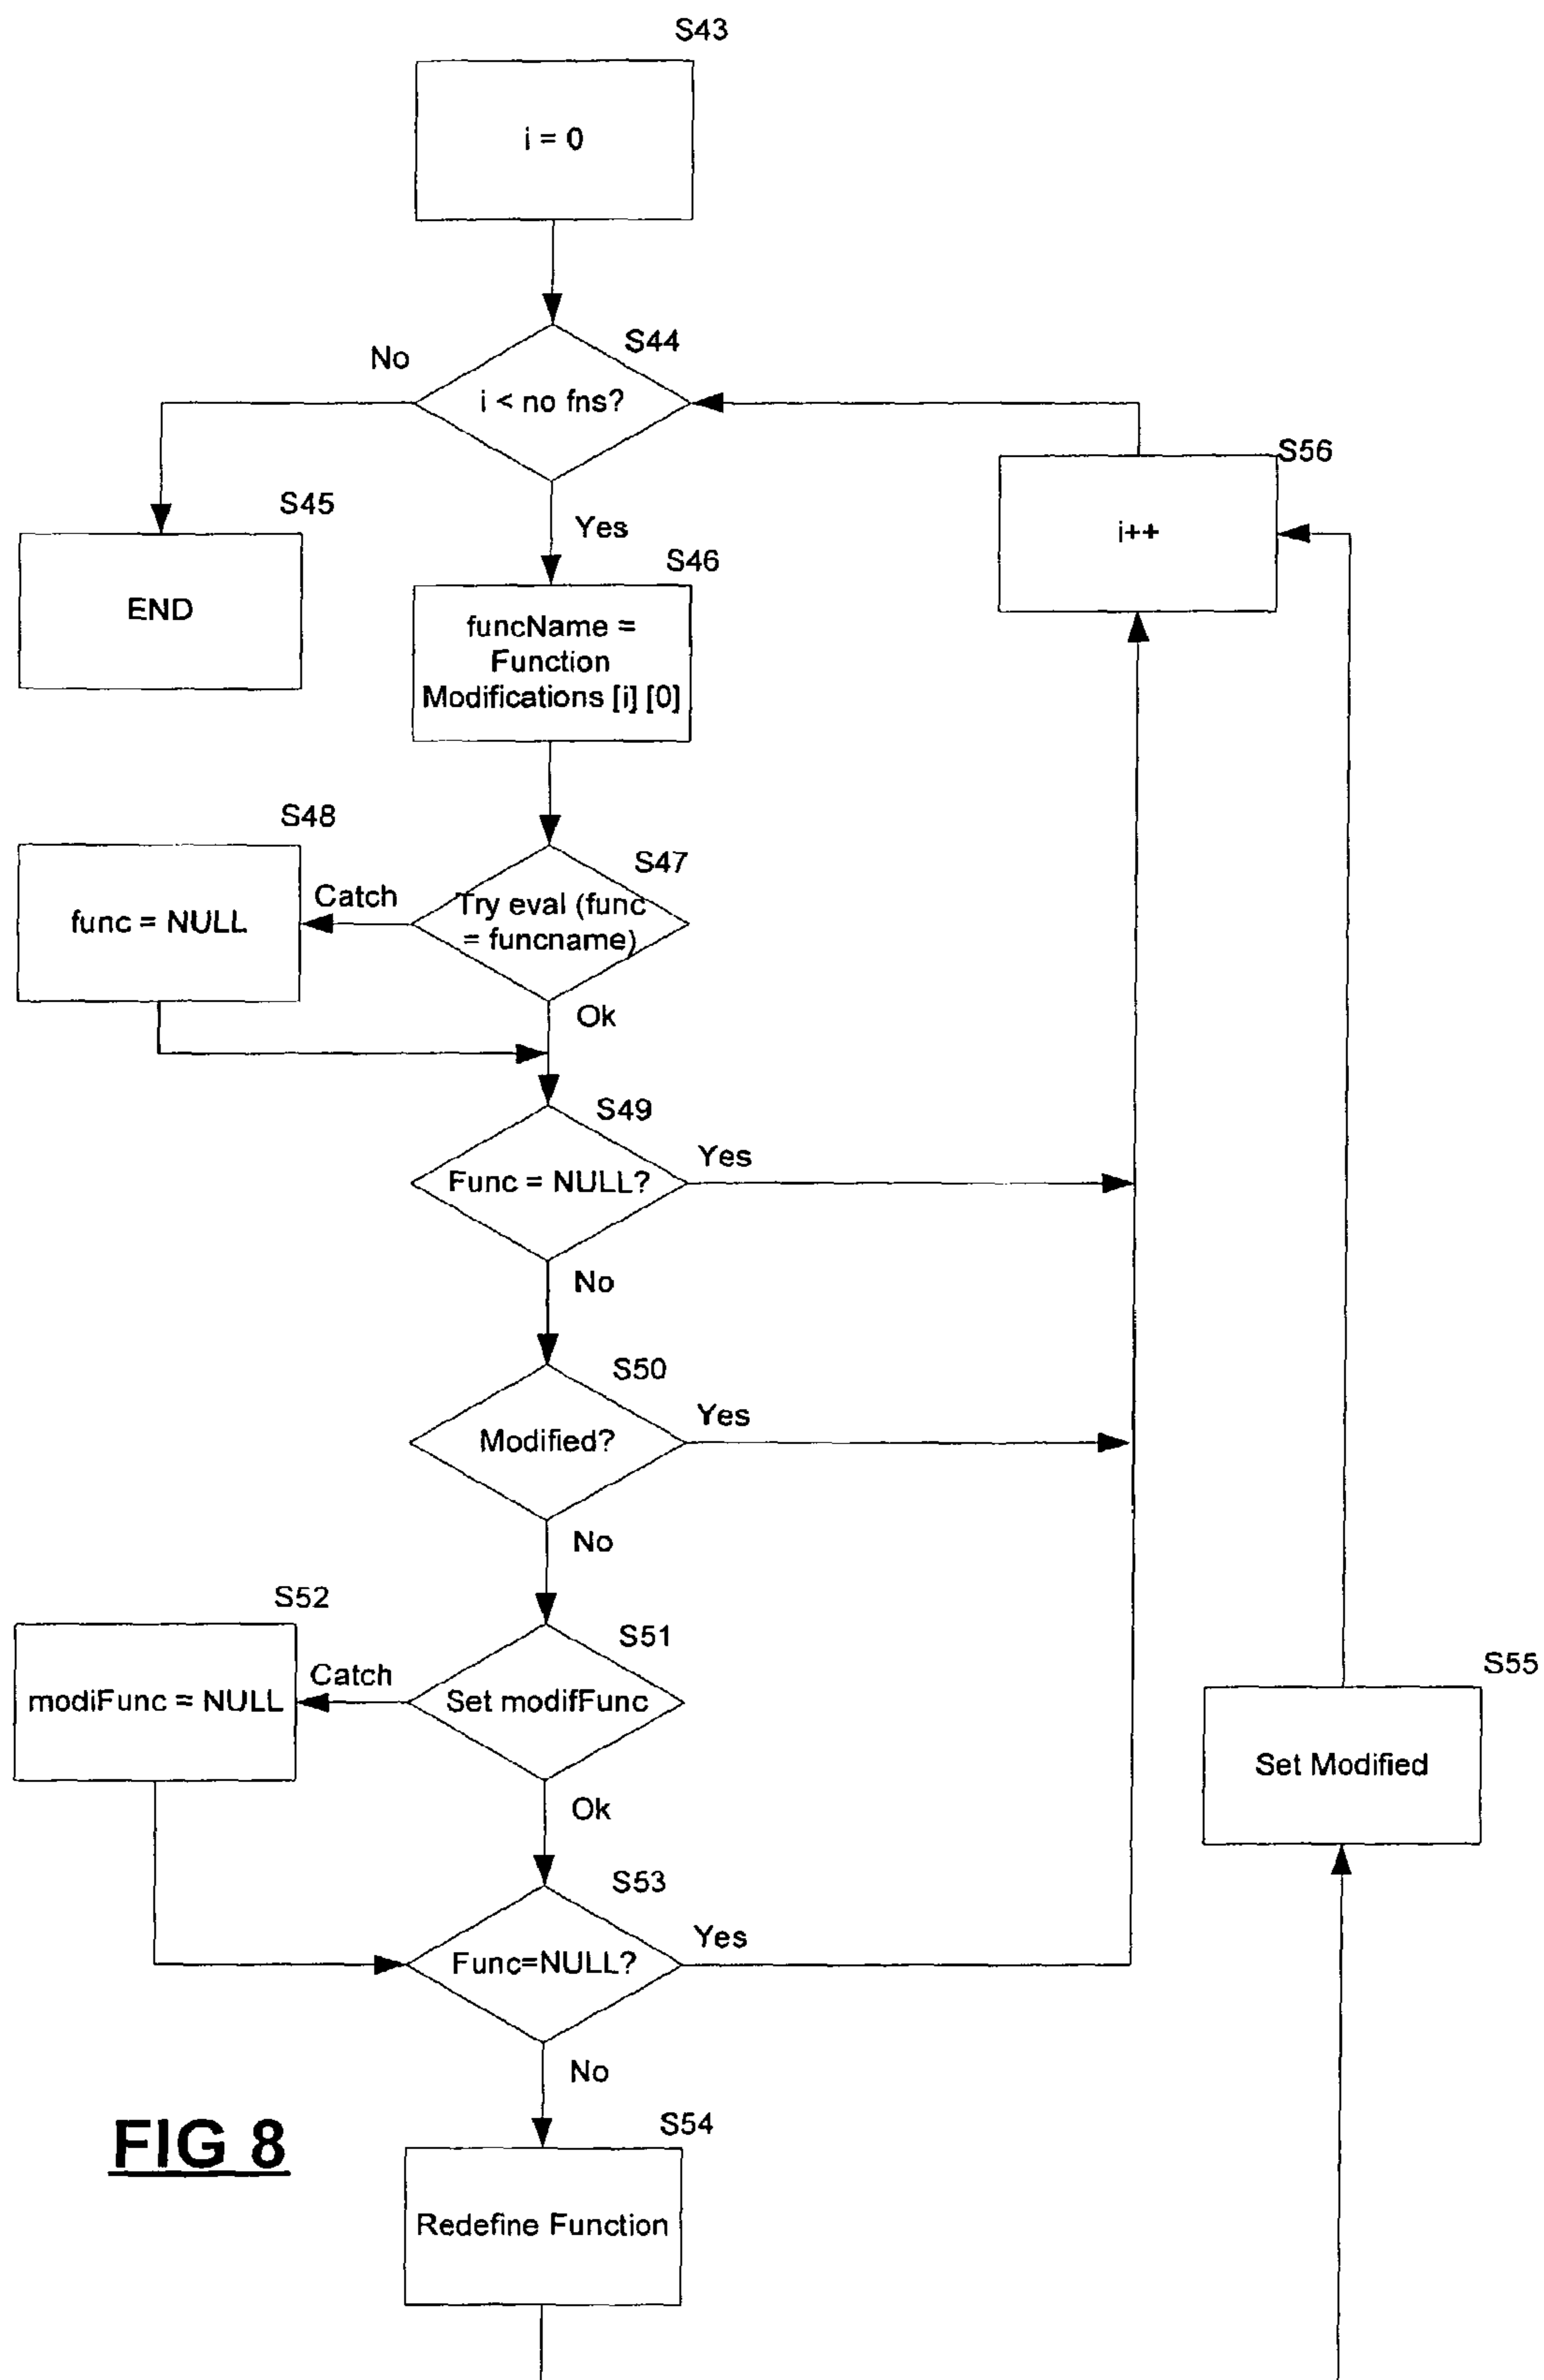 S43
i = 0
S44
No
i < no fns?
S56
i++
S45
END
Yes
S46
funcName =
Function
Modifications [i] [0]
S48
func = NULL
Catch
S47
Try eval (func
= funcname)
Ok
S49
Func = NULL?
Yes
No
S50
Modified?
Yes
No
S52
modiFunc = NULL
Catch
S51
Set modifFunc
Ok
S55
Set Modified
S53
Func=NULL?
Yes
No
S54
Redefine Function
FIG 8